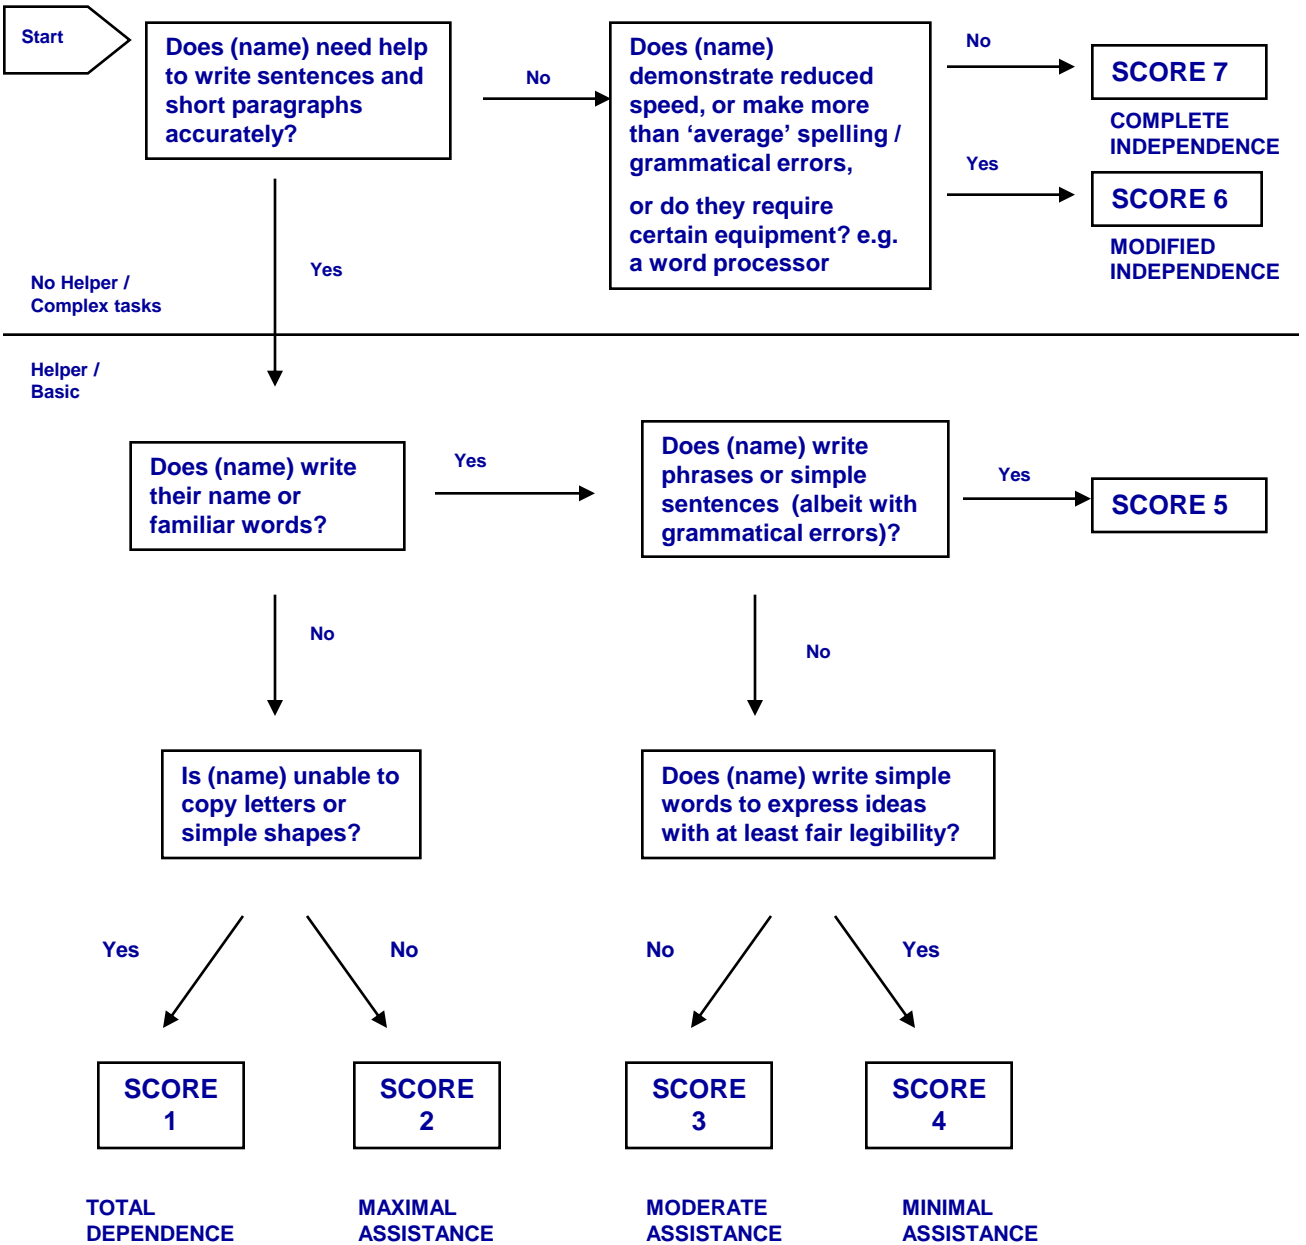 Start
Does (name) need help
to write sentences and
short paragraphs
accurately?
No
Does (name)
demonstrate reduced
speed, or make more
than ‘average’ spelling /
grammatical errors,
or do they require
certain equipment? e.g.
a word processor
No
SCORE 7
COMPLETE
INDEPENDENCE
Yes
SCORE 6
MODIFIED
INDEPENDENCE
Yes
No Helper /
Complex tasks
Helper /
Basic
Does (name) write
their name or
familiar words?
Yes
Does (name) write
phrases or simple
sentences  (albeit with
grammatical errors)?
Yes
SCORE 5
No
No
Is (name) unable to
copy letters or
simple shapes?
Does (name) write simple
words to express ideas
with at least fair legibility?
Yes
No
No
Yes
SCORE
1
SCORE
2
SCORE
3
SCORE
4
TOTAL
DEPENDENCE
MAXIMAL
ASSISTANCE
MODERATE
ASSISTANCE
MINIMAL
ASSISTANCE